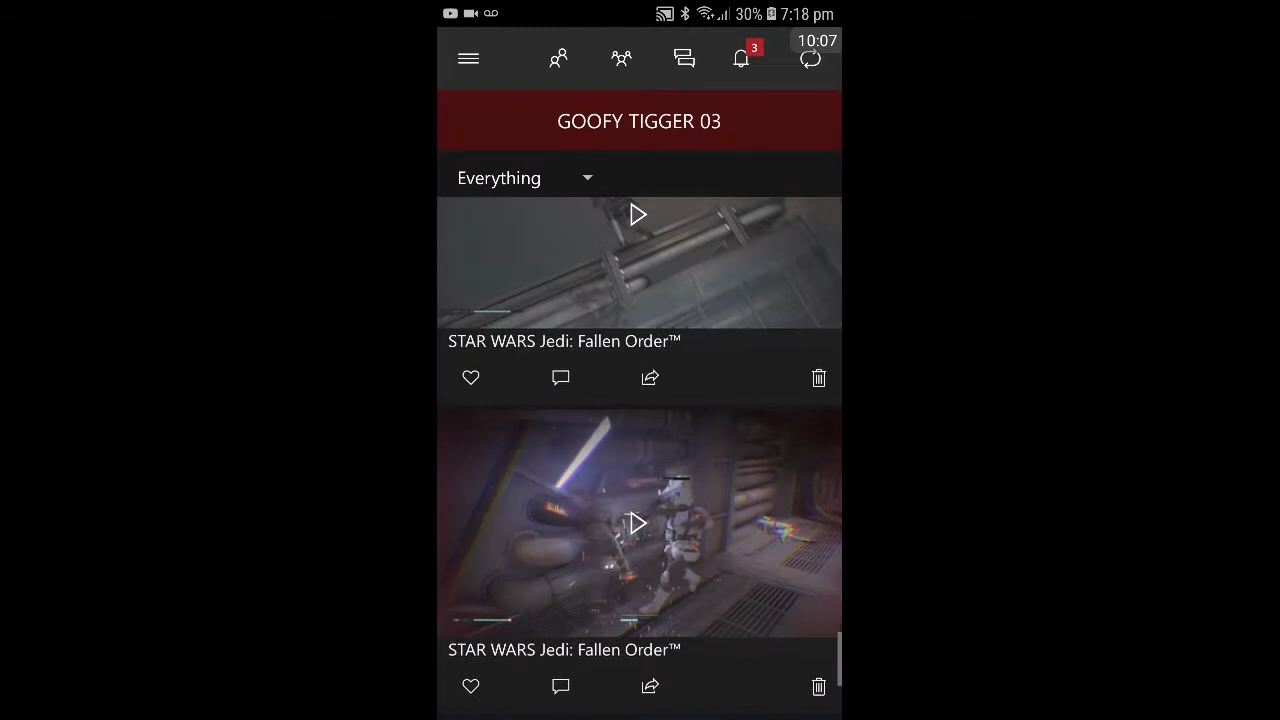 30% 7:18 pm
10:07
3
GOOFY TIGGER 03
Everything
STAR WARS Jedi: Fallen Order™
STAR WARS Jedi: Fallen Order™